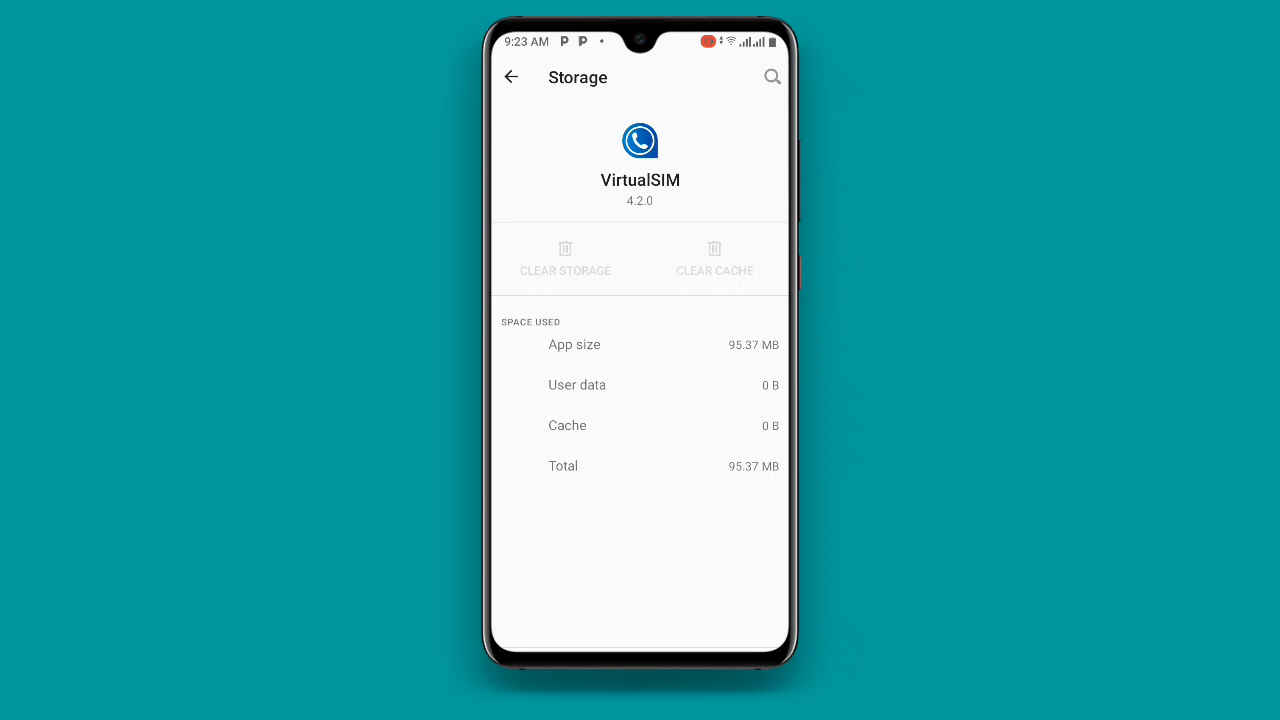 9:23 AM P P •
Storage
VirtualSIM
4.2.0
CLEAR STORAGE CLEAR CACHE
SPACE USED
App size 95.37 MB
User data 0 B
Cache 0 B
Total 95.37 MB